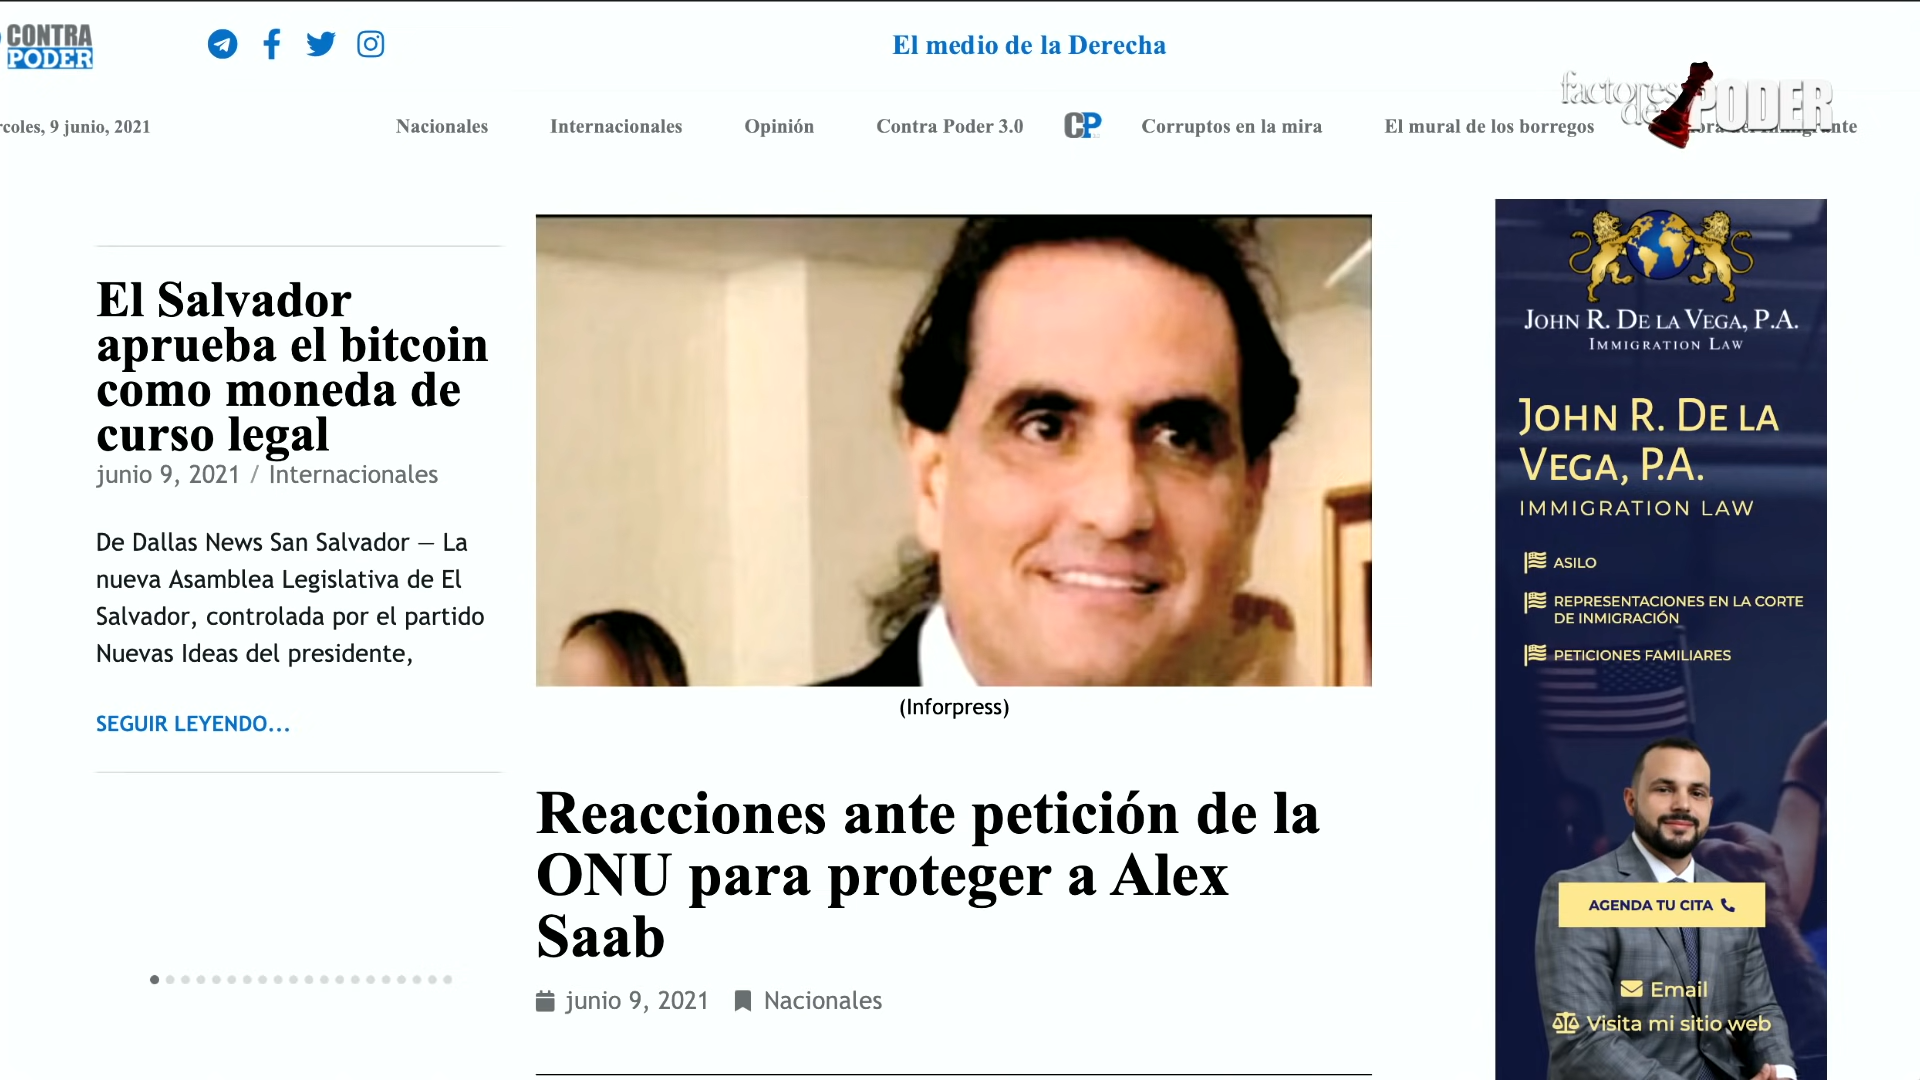 CONTRA
PODER
El medio de la Derecha
factores
de
PODER
rcoles, 9 junio, 2021
Nacionales
Internacionales
Opinión
Contra Poder 3.0
CP
Corruptos en la mira
El mural de los borregos
El Salvador
aprueba el bitcoin
como moneda de
curso legal
junio 9, 2021 / Internacionales
De Dallas News San Salvador — La
nueva Asamblea Legislativa de El
Salvador, controlada por el partido
Nuevas Ideas del presidente,
SEGUIR LEYENDO...
(Inforpress)
Reacciones ante petición de la
ONU para proteger a Alex
Saab
junio 9, 2021
Nacionales
JOHN R. DE LA VEGA, P.A.
IMMIGRATION LAW
JOHN R. DE LA
VEGA, P.A.
IMMIGRATION LAW
ASILO
REPRESENTACIONES EN LA CORTE
DE INMIGRACIÓN
PETICIONES FAMILIARES
AGENDA TU CITA
Email
Visita mi sitio web